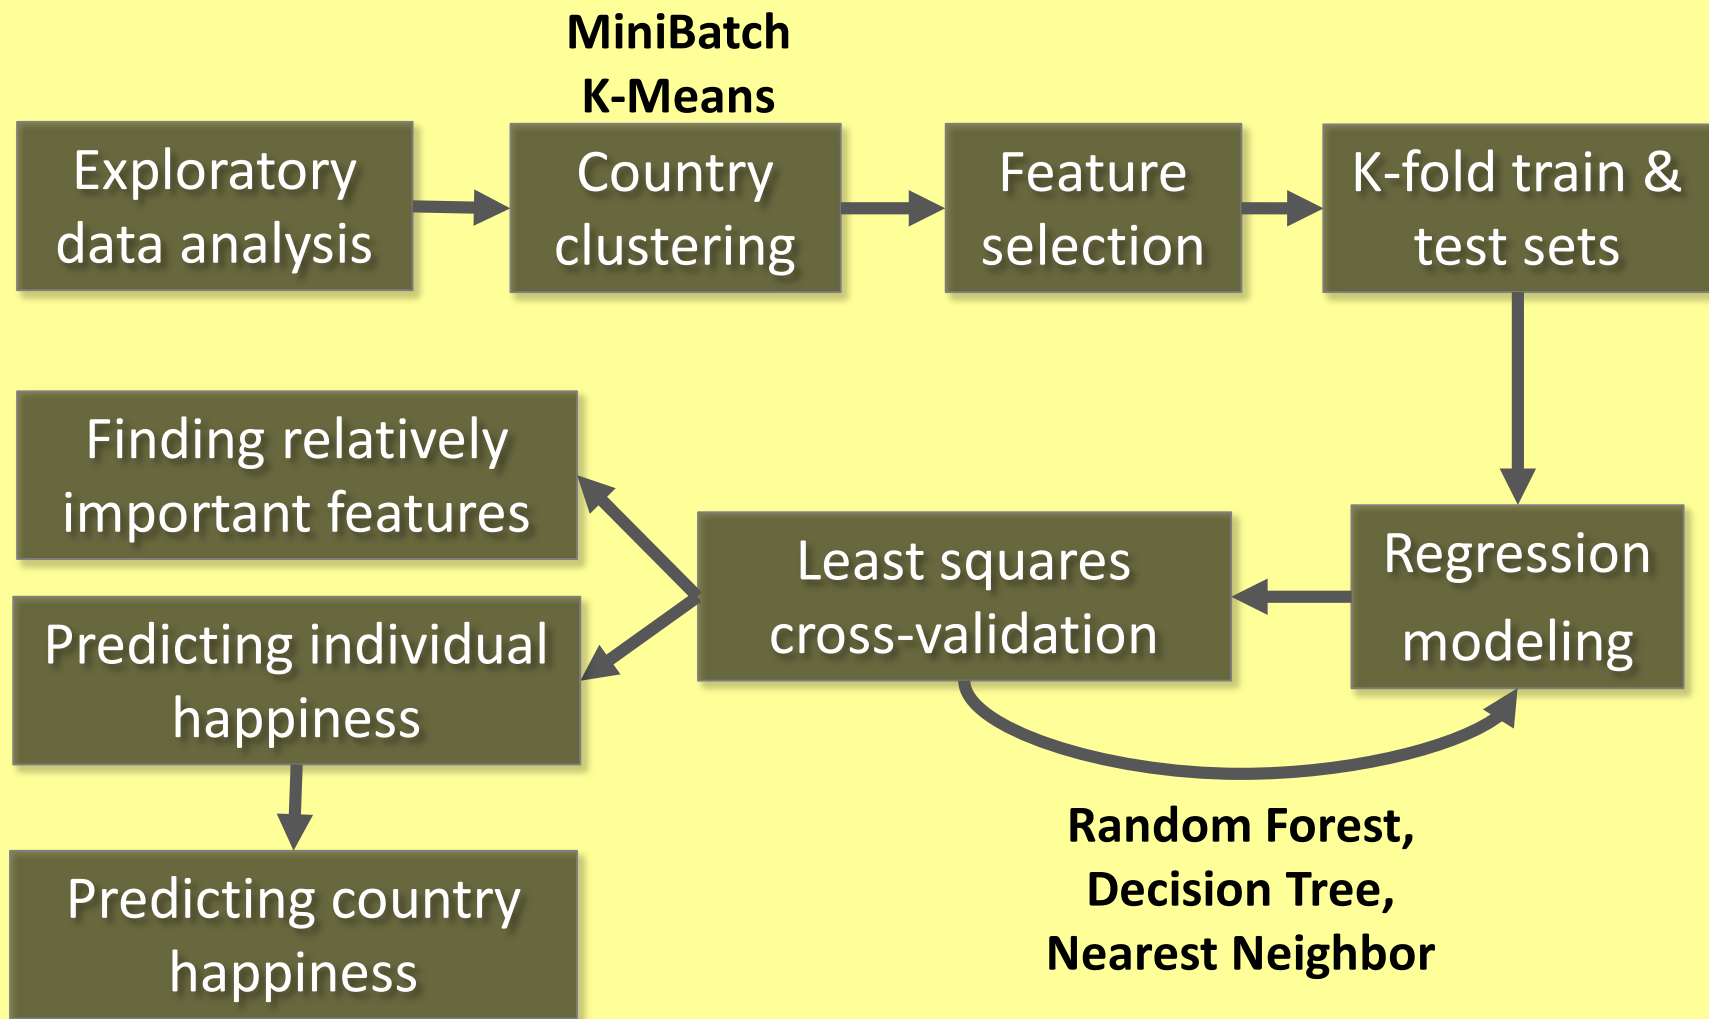 MiniBatch
K-Means
Exploratory
data analysis
Country
clustering
Feature
selection
K-fold train &
test sets
Finding relatively
important features
Least squares
cross-validation
Regression
modeling
Predicting individual
happiness
Random Forest,
Decision Tree,
Nearest Neighbor
Predicting country
happiness